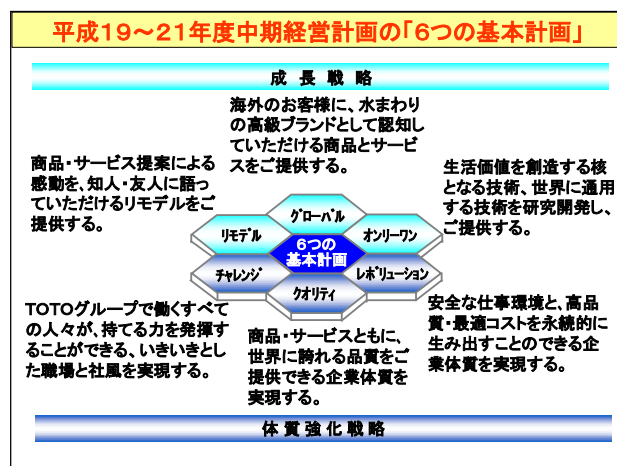 平成19～21年度中期経営計画の「6つの基本計画」
成長戦略
海外のお客様に、水まわり
の高級ブランドとして認知し
ていただける商品とサービ
スをご提供する。
商品・サービス提案による
感動を、知人・友人に語っ
ていただけるリモデルをご
提供する。
生活価値を創造する核
となる技術、世界に通用
する技術を研究開発し、
ご提供する。
グローバル
リモデル
オンリーワン
6つの
基本計画
チャレンジ
レボリューション
クオリティ
TOTOグループで働くすべて
の人々が、持てる力を発揮す
ることができる、いきいきとし
た職場と社風を実現する。
商品・サービスともに、
世界に誇れる品質をご
提供できる企業体質を
実現する。
安全な仕事環境と、高品
質・最適コストを永続的に
生み出すことのできる企
業体質を実現する。
体質強化戦略